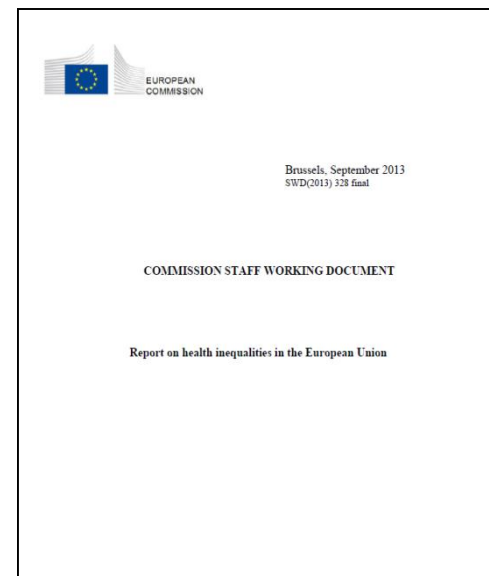 EUROPEAN
COMMISSION
Brussels, September 2013
SWD(2013) 328 final
COMMISSION STAFF WORKING DOCUMENT
Report on health inequalities in the European Union